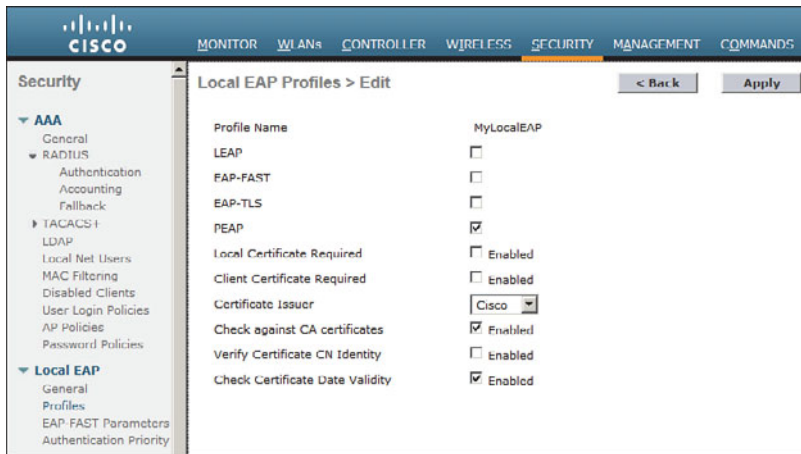 CISCO
MONITOR WLANs CONTROLLER WIRELESS SECURITY MANAGEMENT COMMANDS
Security
AAA
General
RADIUS
Authentication
Accounting
Fallback
TACACS+
LDAP
Local Net Users
MAC Filtering
Disabled Clients
User Login Policies
AP Policies
Password Policies
Local EAP
General
Profiles
EAP-FAST Parameters
Authentication Priority
Local EAP Profiles > Edit
< Back Apply
Profile Name MyLocalEAP
LEAP
EAP-FAST
EAP-TLS
PEAP
Local Certificate Required Enabled
Client Certificate Required Enabled
Certificate Issuer Cisco
Check against CA certificates Enabled
Verify Certificate CN Identity Enabled
Check Certificate Date Validity Enabled